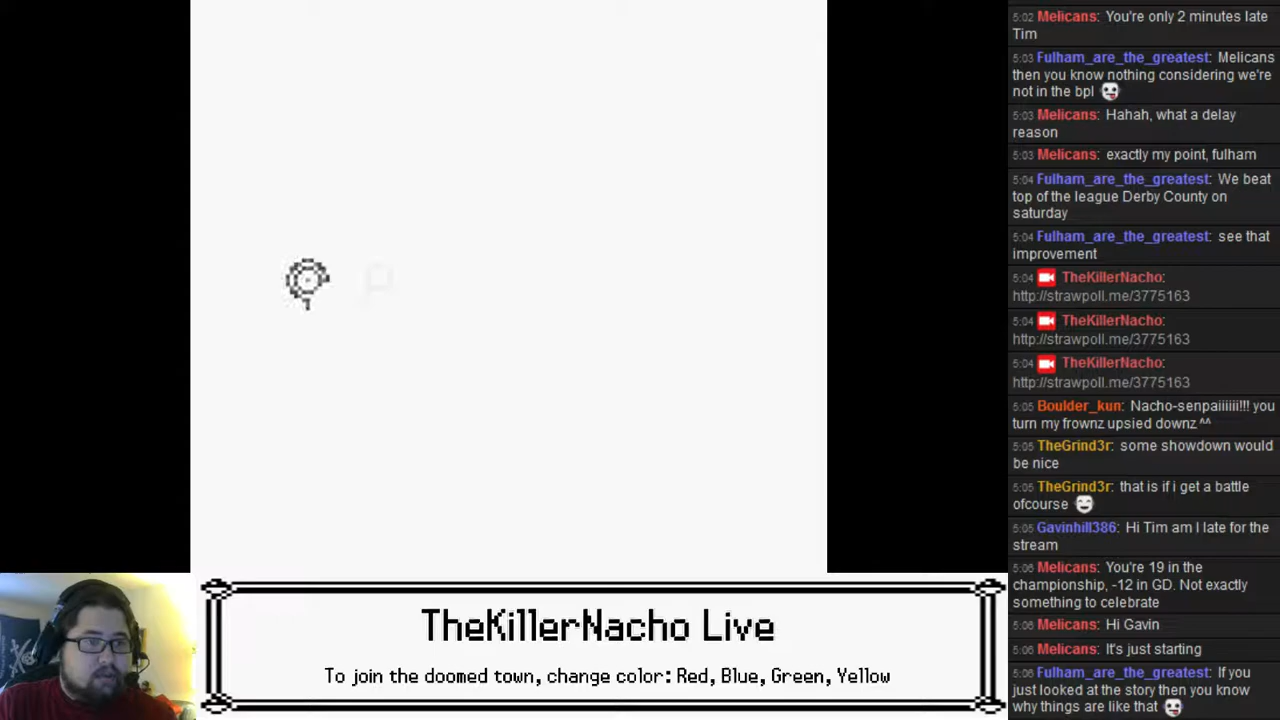 5:02 Melicans: You're only 2 minutes late
Tim
5:03 Fulham_are_the_greatest: Melicans
then you know nothing considering we're
not in the bpl
5:03 Melicans: Hahah, what a delay
reason
5:03 Melicans: exactly my point, fulham
5:04 Fulham_are_the_greatest: We beat
top of the league Derby County on
saturday
5:04 Fulham_are_the_greatest: see that
improvement
5:04 TheKillerNacho:
http://strawpoll.me/3775163
5:04 TheKillerNacho:
http://strawpoll.me/3775163
5:04 TheKillerNacho:
http://strawpoll.me/3775163
5:05 Boulder_kun: Nacho-senpaiiiiii!!! you
turn my frownz upsied downz ^^
5:05 TheGrind3r: some showdown would
be nice
5:05 TheGrind3r: that is if i get a battle
ofcourse
5:05 Gavinhill386: Hi Tim am I late for the
stream
5:06 Melicans: You're 19 in the
championship, -12 in GD. Not exactly
something to celebrate
5:06 Melicans: Hi Gavin
5:06 Melicans: It's just starting
5:06 Fulham_are_the_greatest: If you
just looked at the story then you know
why things are like that
TheKillerNacho Live
To join the doomed town, change color: Red, Blue, Green, Yellow